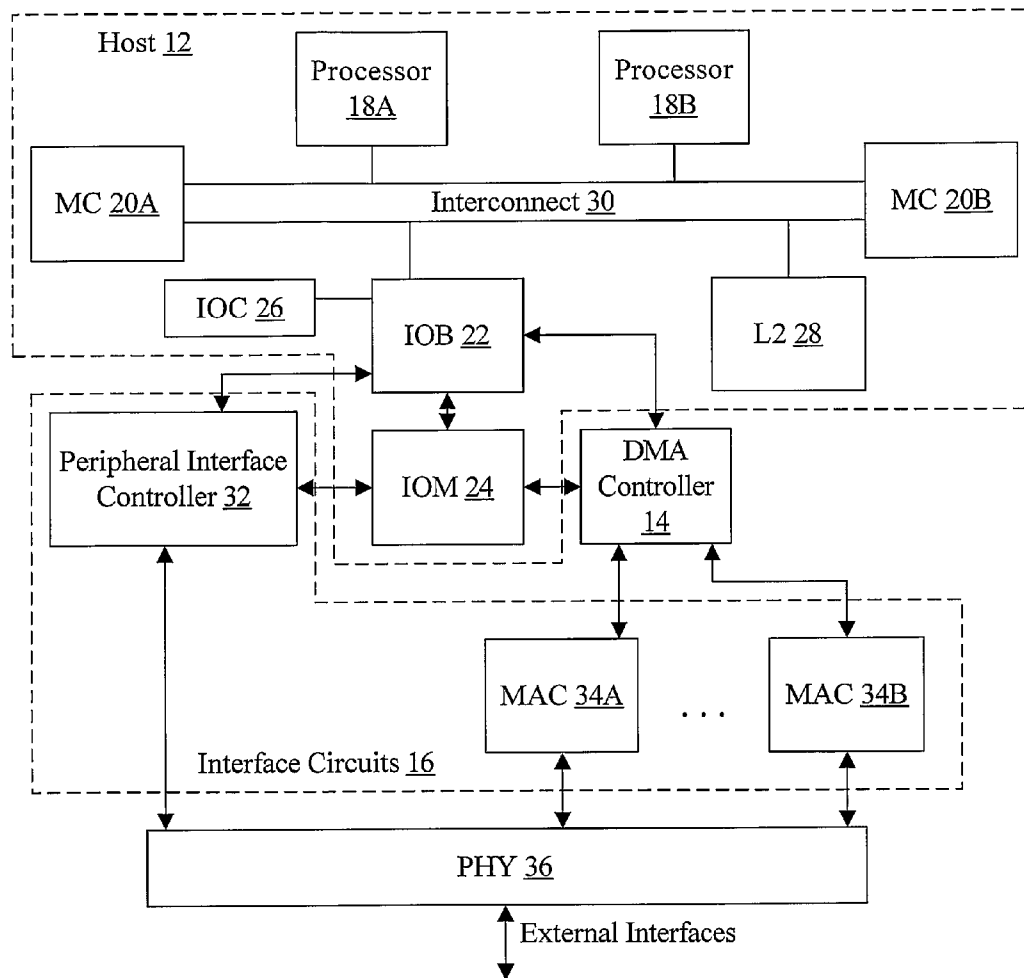 Host 12
Processor
18A
Processor
18B
MC 20A
Interconnect 30
MC 20B
IOC 26
IOB 22
L2 28
Peripheral Interface
Controller 32
IOM 24
DMA
Controller
14
MAC 34A
. . .
MAC 34B
Interface Circuits 16
PHY 36
External Interfaces